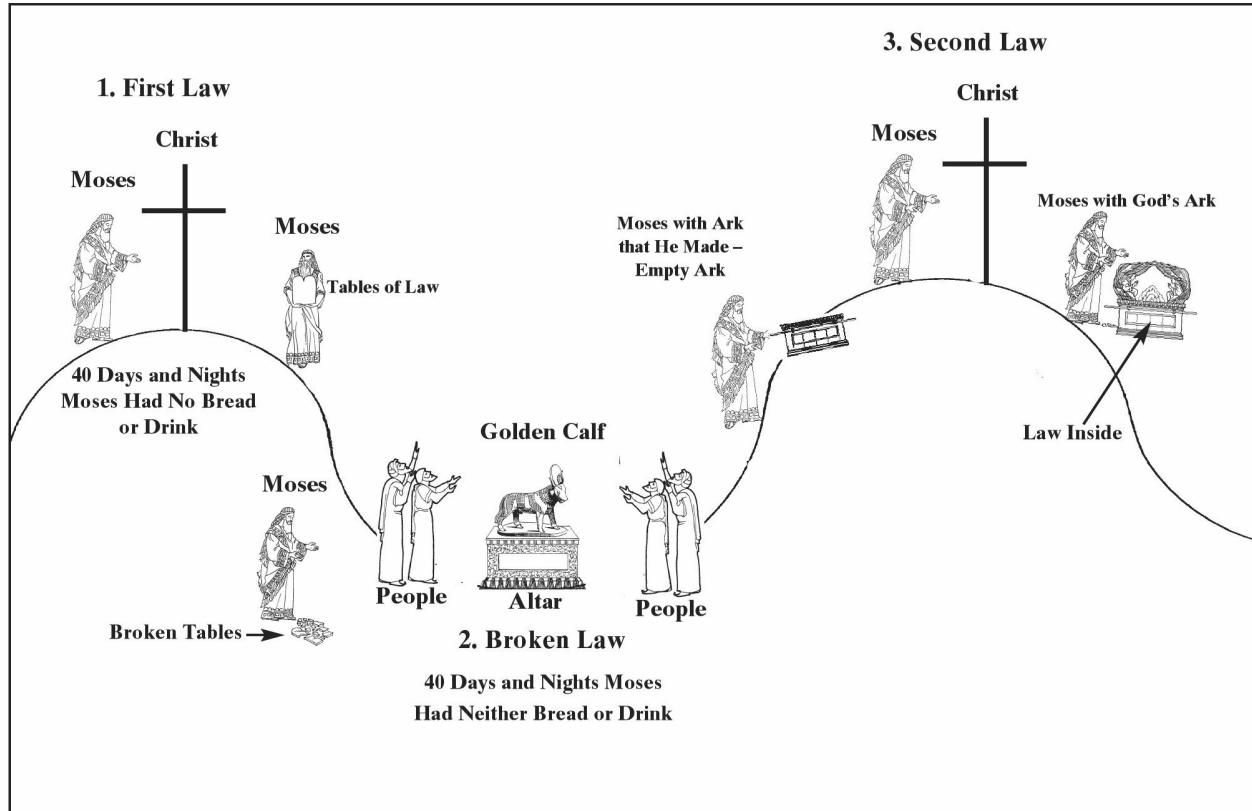 1. First Law
Christ
Moses
Moses
Tables of Law
40 Days and Nights
Moses Had No Bread
or Drink
Moses
Broken Tables
Golden Calf
People
Altar
People
2. Broken Law
40 Days and Nights Moses
Had Neither Bread or Drink
3. Second Law
Christ
Moses
Moses with Ark
that He Made –
Empty Ark
Moses with God's Ark
Law Inside